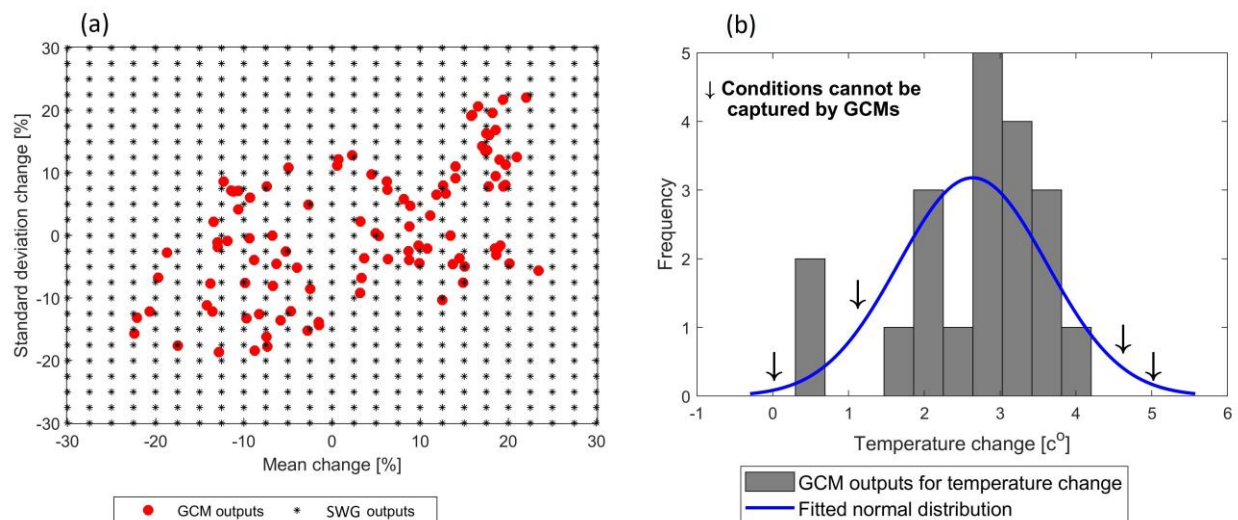 (a)
30
20
10
0
-10
-20
-30
Standard deviation change [%]
-30 -20 -10 0 10 20 30
Mean change [%]
GCM outputs * SWG outputs
(b)
5
4
3
2
1
0
Frequency
↓ Conditions cannot be
captured by GCMs
-1 0 1 2 3 4 5 6
Temperature change [c°]
GCM outputs for temperature change
Fitted normal distribution